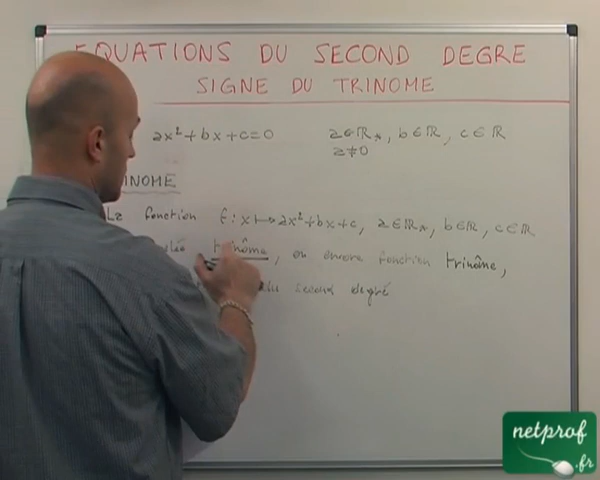 EQUATIONS DU SECOND DEGRE
SIGNE DU TRINOME
ax²+bx+c=0 a∈ℝ*, b∈ℝ, c∈ℝ
a≠0
INOME
La fonction f: x↦ax²+bx+c, a∈ℝ*, b∈ℝ, c∈ℝ
trinôme, ou encore fonction trinôme,
du second degré
netprof
.fr